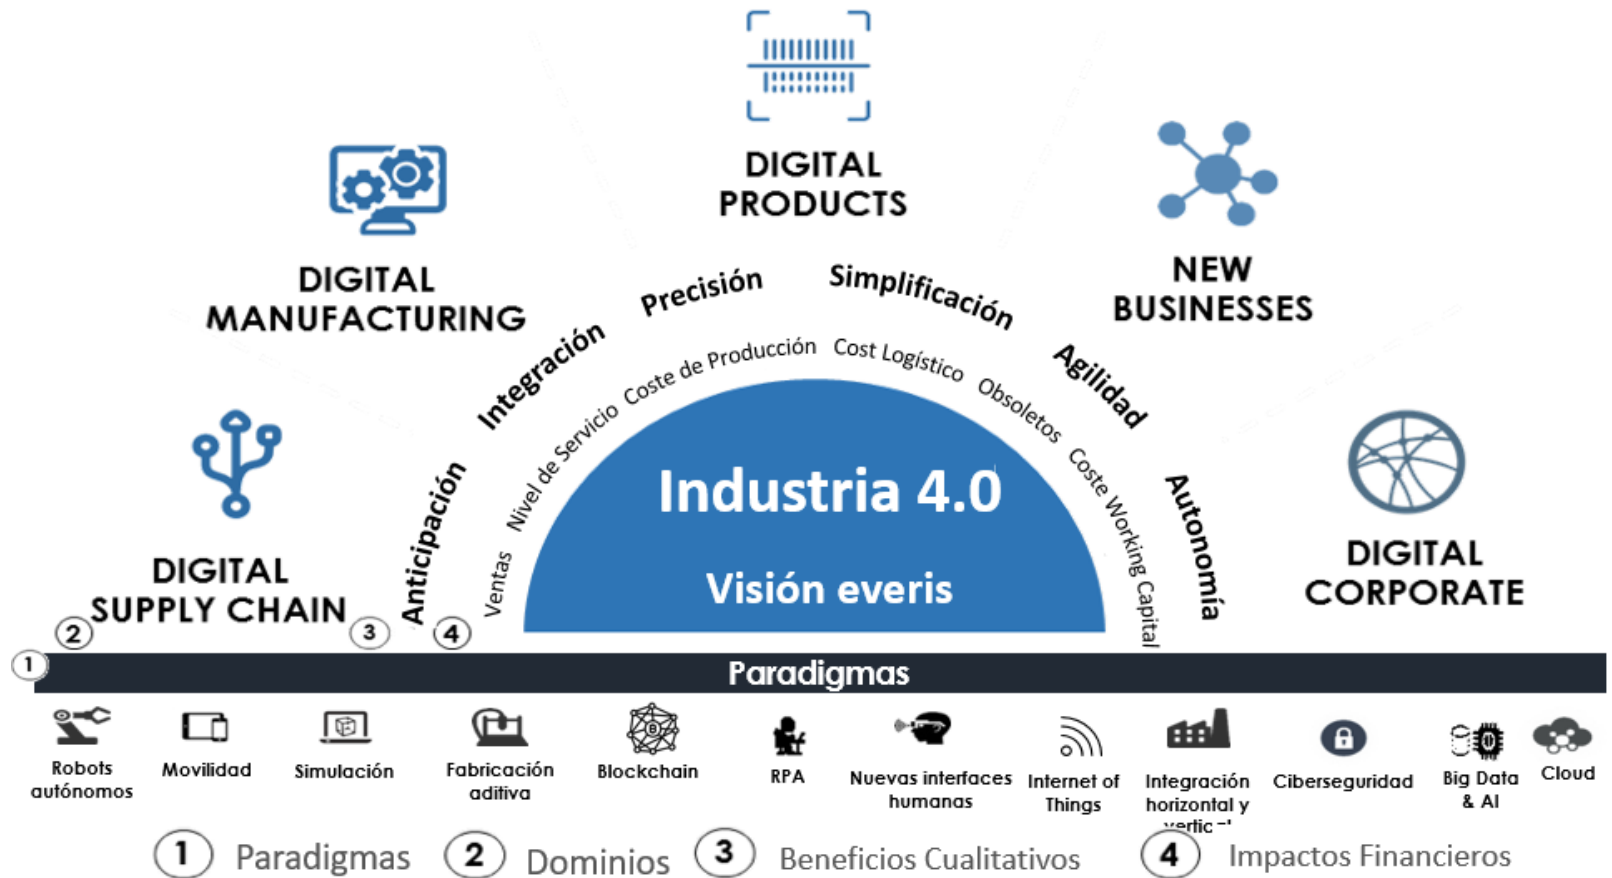 DIGITAL
PRODUCTS
DIGITAL
MANUFACTURING
NEW
BUSINESSES
DIGITAL
SUPPLY CHAIN
DIGITAL
CORPORATE
Anticipación
Integración
Precisión
Simplificación
Agilidad
Autonomía
Ventas
Nivel de Servicio
Coste de Producción
Cost Logístico
Obsoletos
Coste Working Capital
Industria 4.0
Visión everis
2
3
4
1
Paradigmas
Robots
autónomos
Movilidad
Simulación
Fabricación
aditiva
B
Blockchain
RPA
Nuevas interfaces
humanas
Internet of
Things
Integración
horizontal y
vertical
Ciberseguridad
Big Data
& AI
Cloud
1 Paradigmas
2 Dominios
3 Beneficios Cualitativos
4 Impactos Financieros